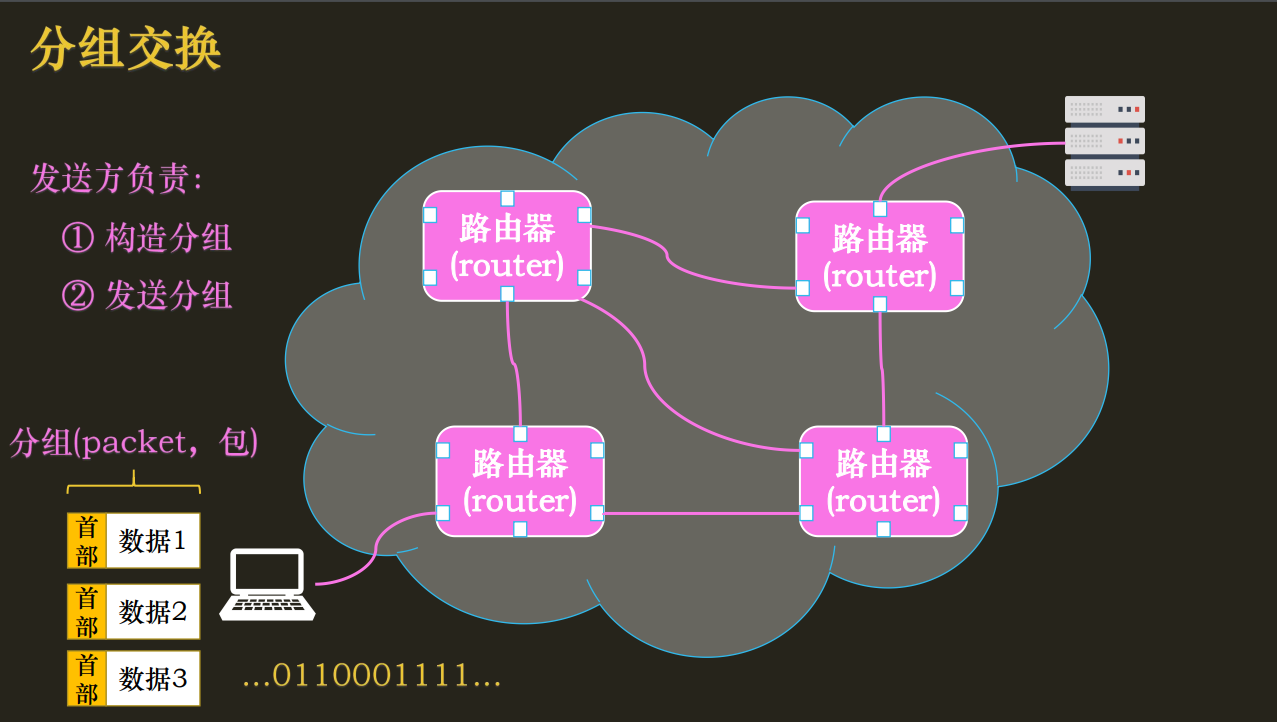 分组交换
发送方负责：
① 构造分组
② 发送分组
分组(packet，包)
首部
数据1
首部
数据2
首部
数据3
...0110001111...
路由器
(router)
路由器
(router)
路由器
(router)
路由器
(router)